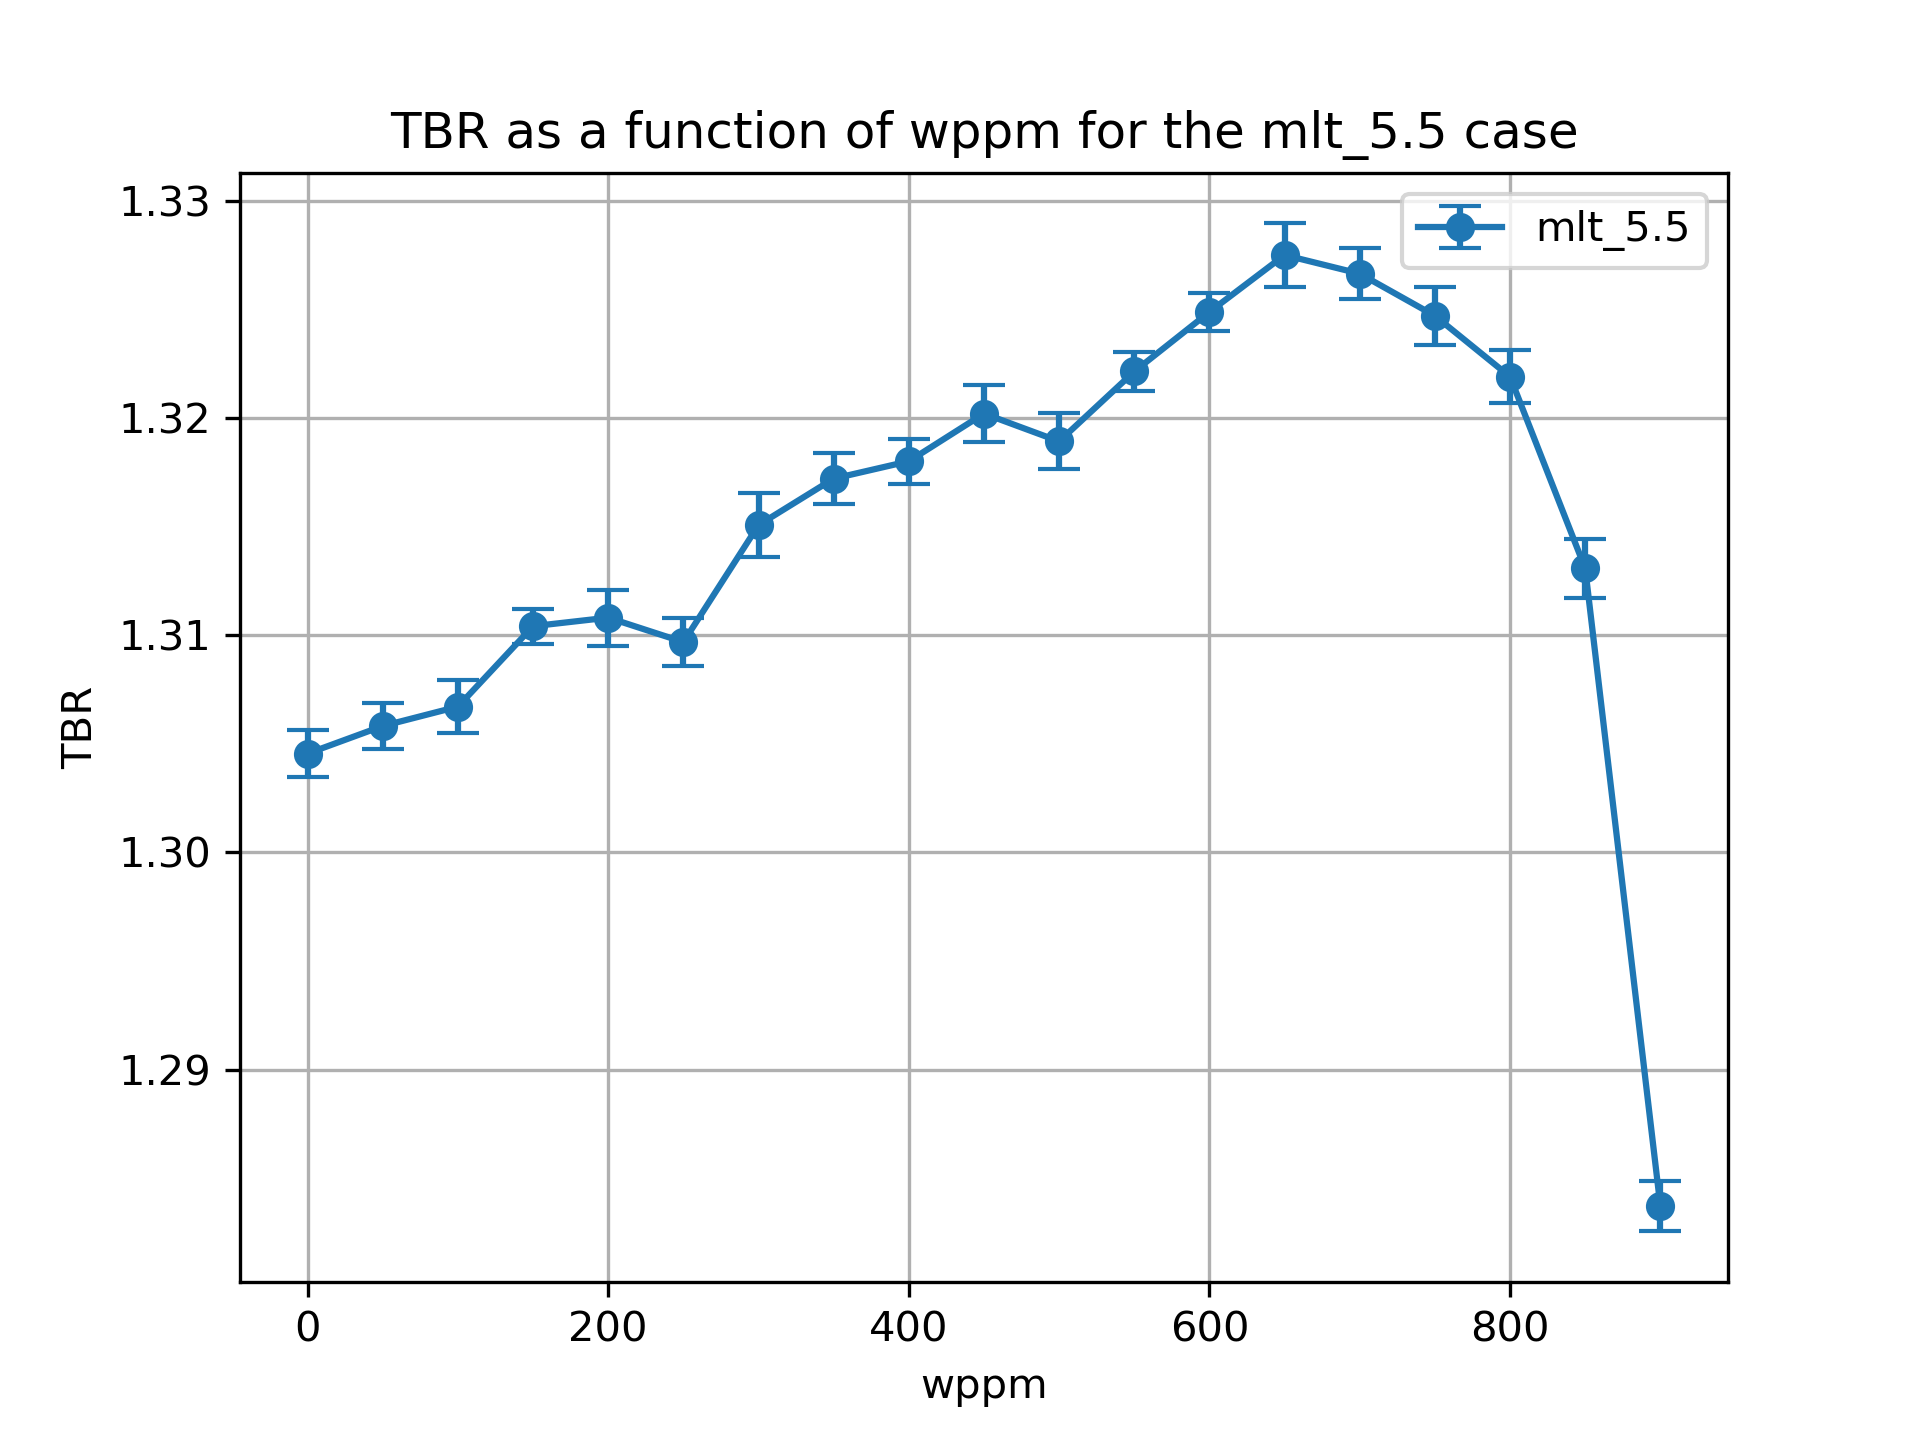 TBR as a function of wppm for the mlt_5.5 case
mlt_5.5
1.33
1.32
1.31
1.30
1.29
TBR
0 200 400 600 800
wppm